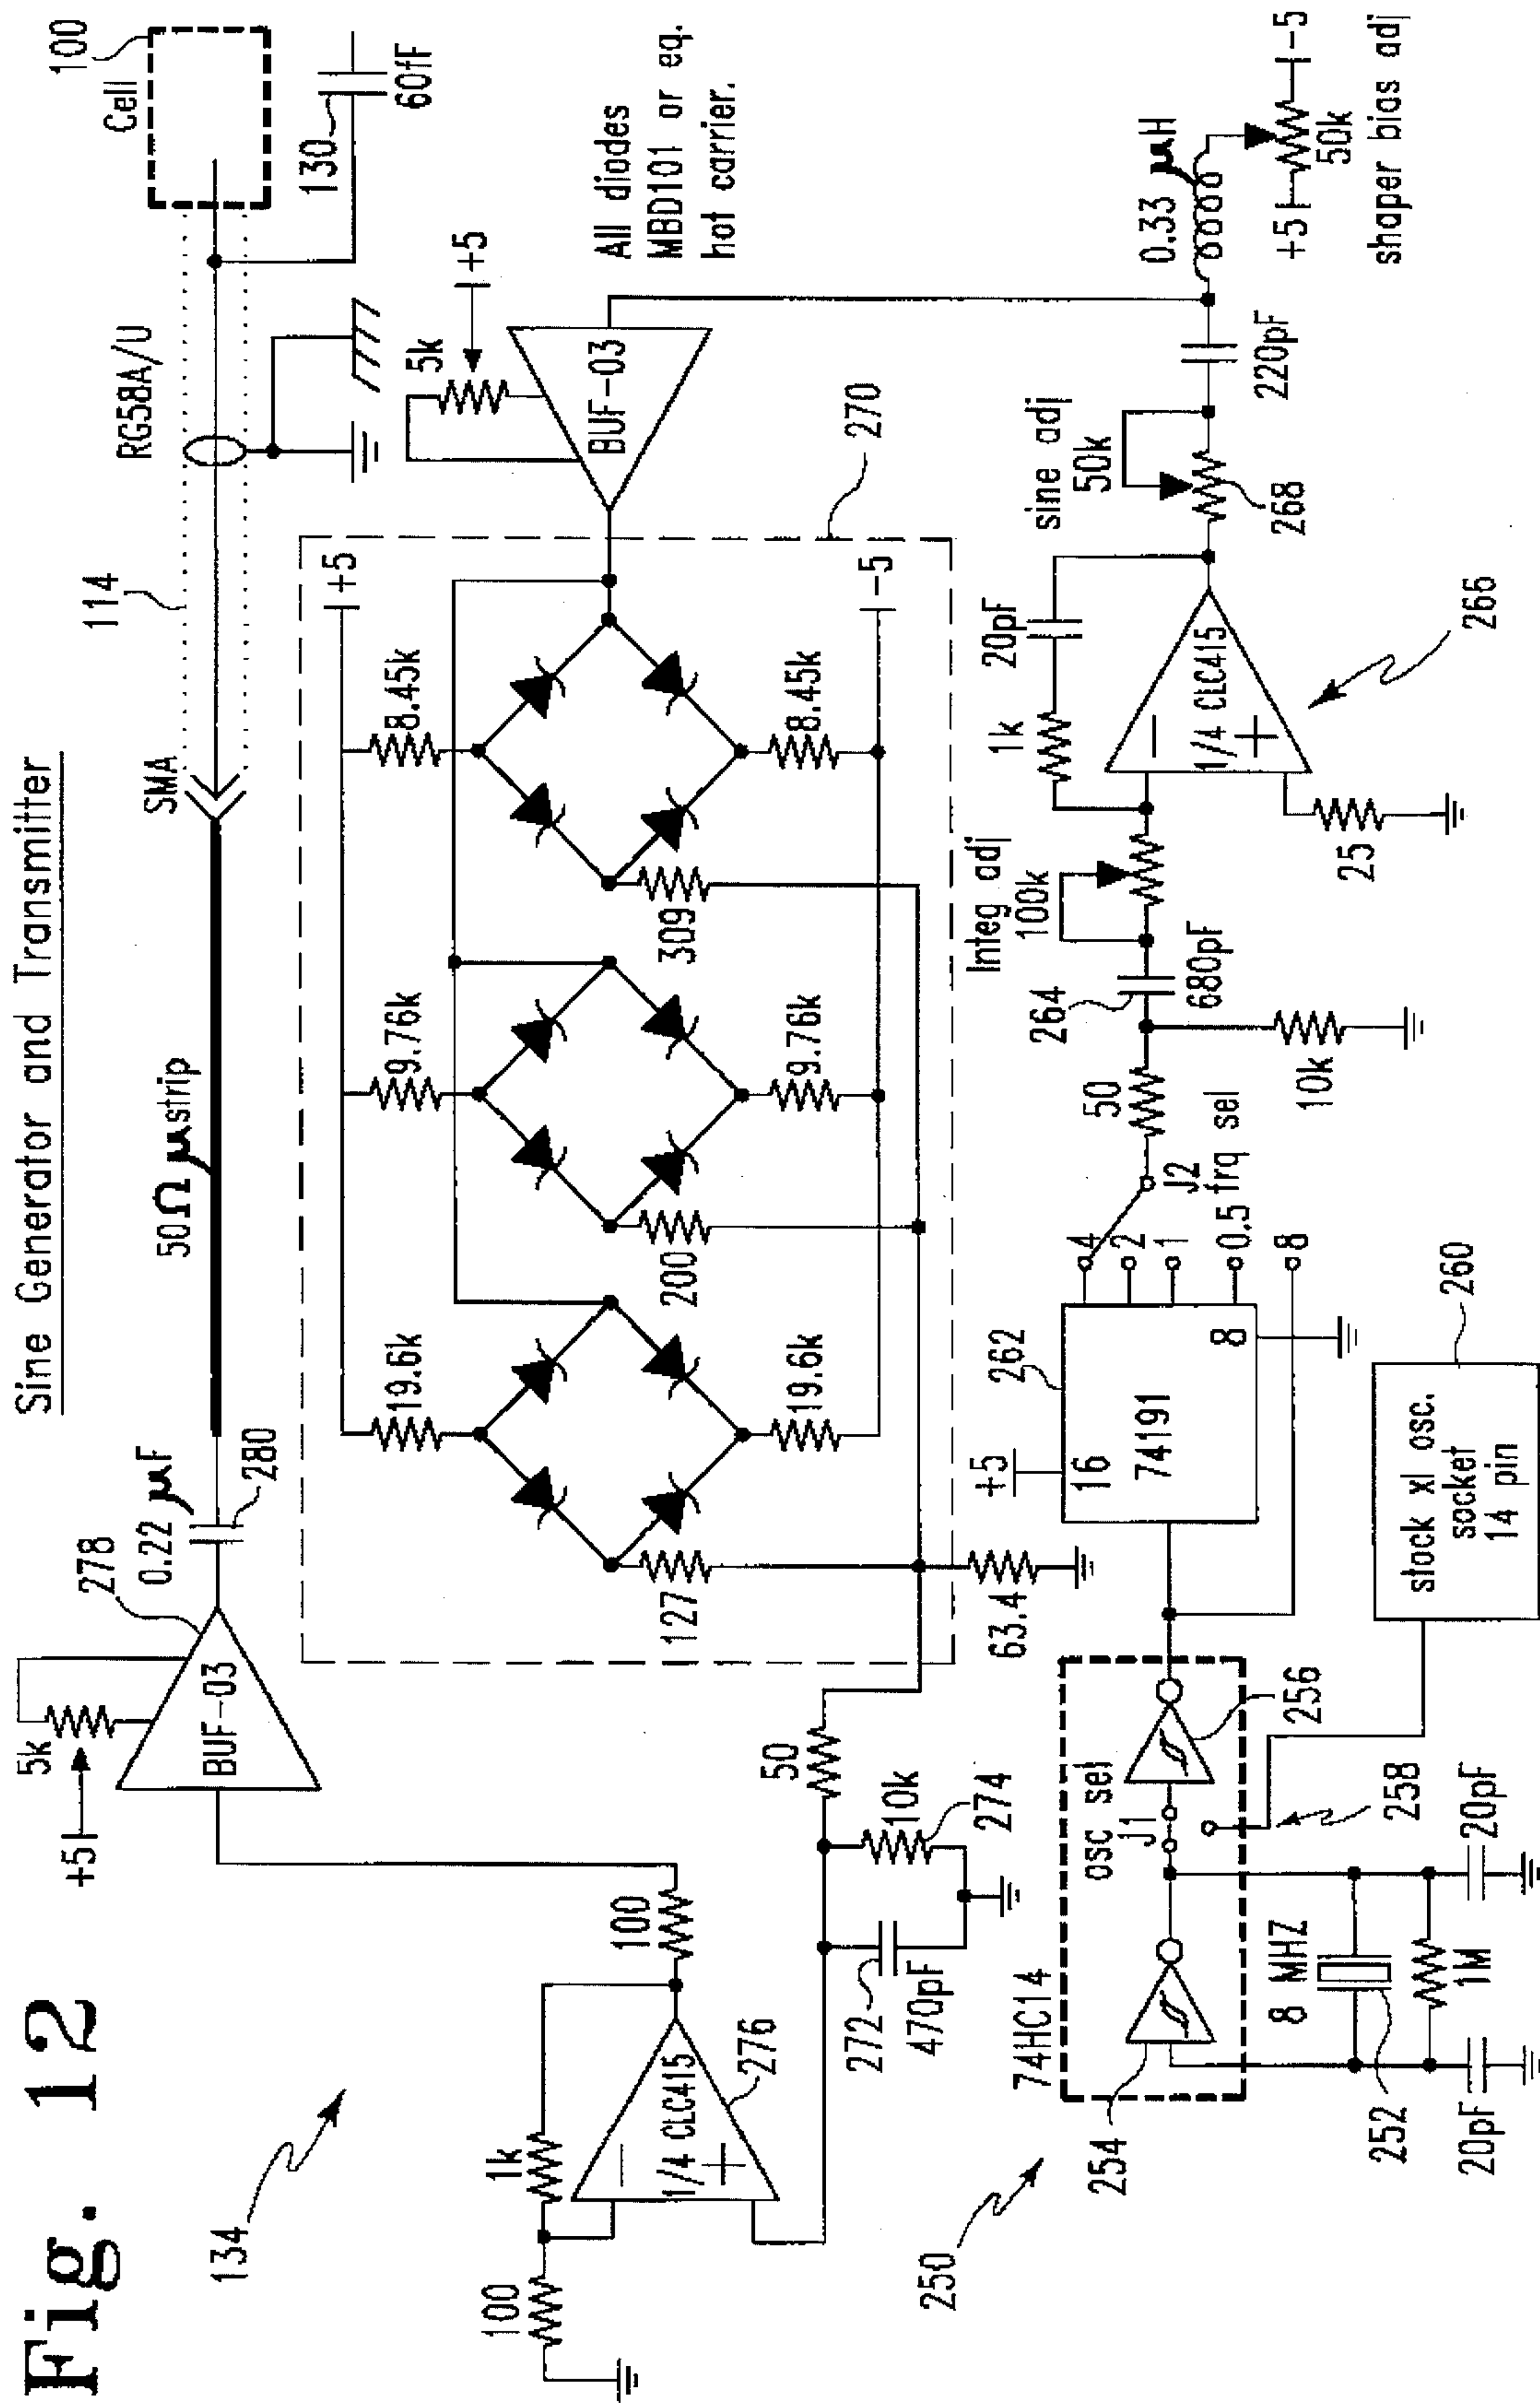 Fig. 12
Sine Generator and Transmitter
134
+5
5k
BUF-03
278
0.22 μF
280
50Ω μstrip
SMA
114
RG58A/U
Cell
100
130
60fF
100
1k
1/4 CLC415
276
100
272
470pF
10k
274
50
63.4
+5
19.6k
9.76k
8.45k
127
200
309
19.6k
9.76k
8.45k
-5
270
BUF-03
5k
+5
All diodes
MBD101 or eq.
hot carrier.
250
74HC14
254
osc sel
J1
256
258
8 MHZ
252
1M
20pF
20pF
stock xl osc.
socket
14 pin
260
+5
16
74191
8
262
4
2
1
0.5
8
J2
frq sel
50
10k
264
680pF
Integ adj
100k
1k
20pF
1/4 CLC415
25
266
sine adj
50k
268
220pF
0.33 μH
+5
50k
-5
shaper bias adj